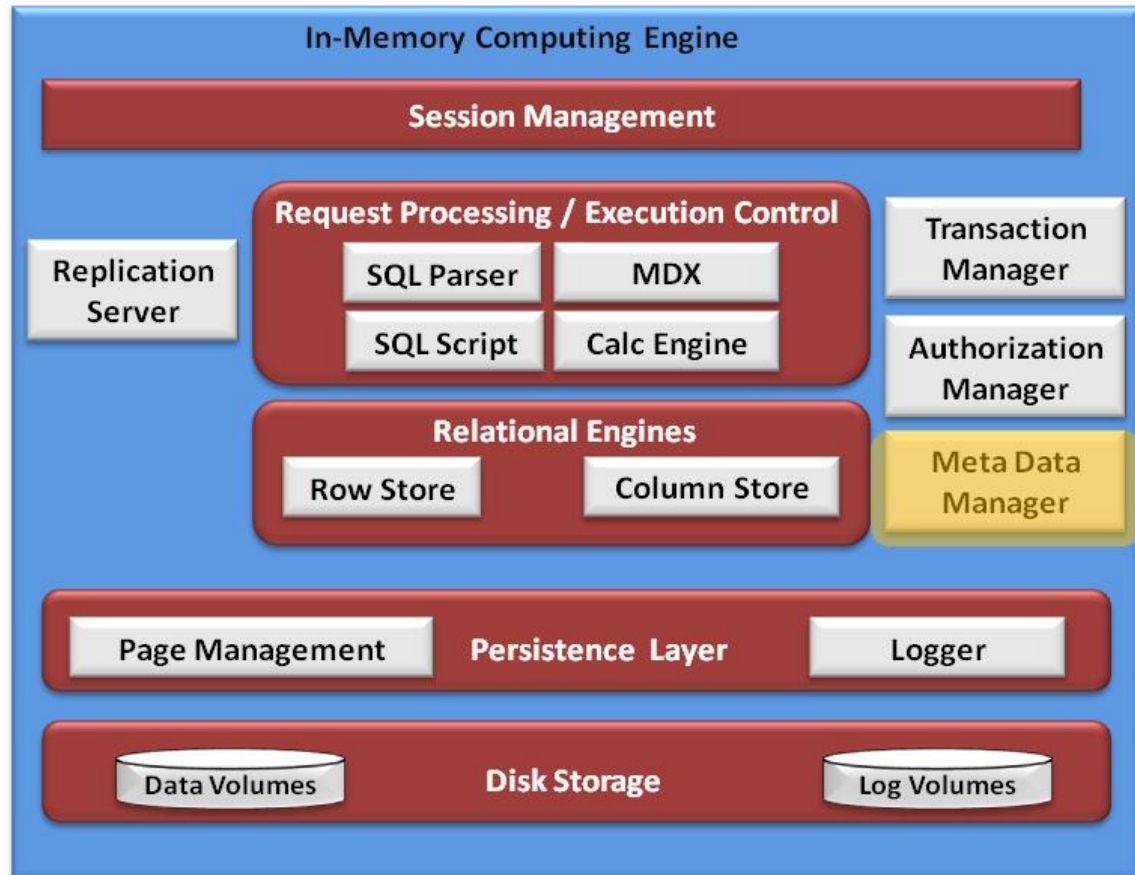 In-Memory Computing Engine
Session Management
Request Processing / Execution Control
SQL Parser
MDX
SQL Script
Calc Engine
Replication
Server
Transaction
Manager
Authorization
Manager
Meta Data
Manager
Relational Engines
Row Store
Column Store
Page Management
Persistence Layer
Logger
Data Volumes
Disk Storage
Log Volumes